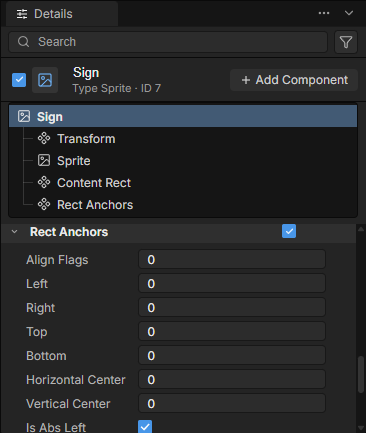 Details
Search
Sign
Type Sprite · ID 7
+ Add Component
Sign
Transform
Sprite
Content Rect
Rect Anchors
Rect Anchors
Align Flags 0
Left 0
Right 0
Top 0
Bottom 0
Horizontal Center 0
Vertical Center 0
Is Abs Left